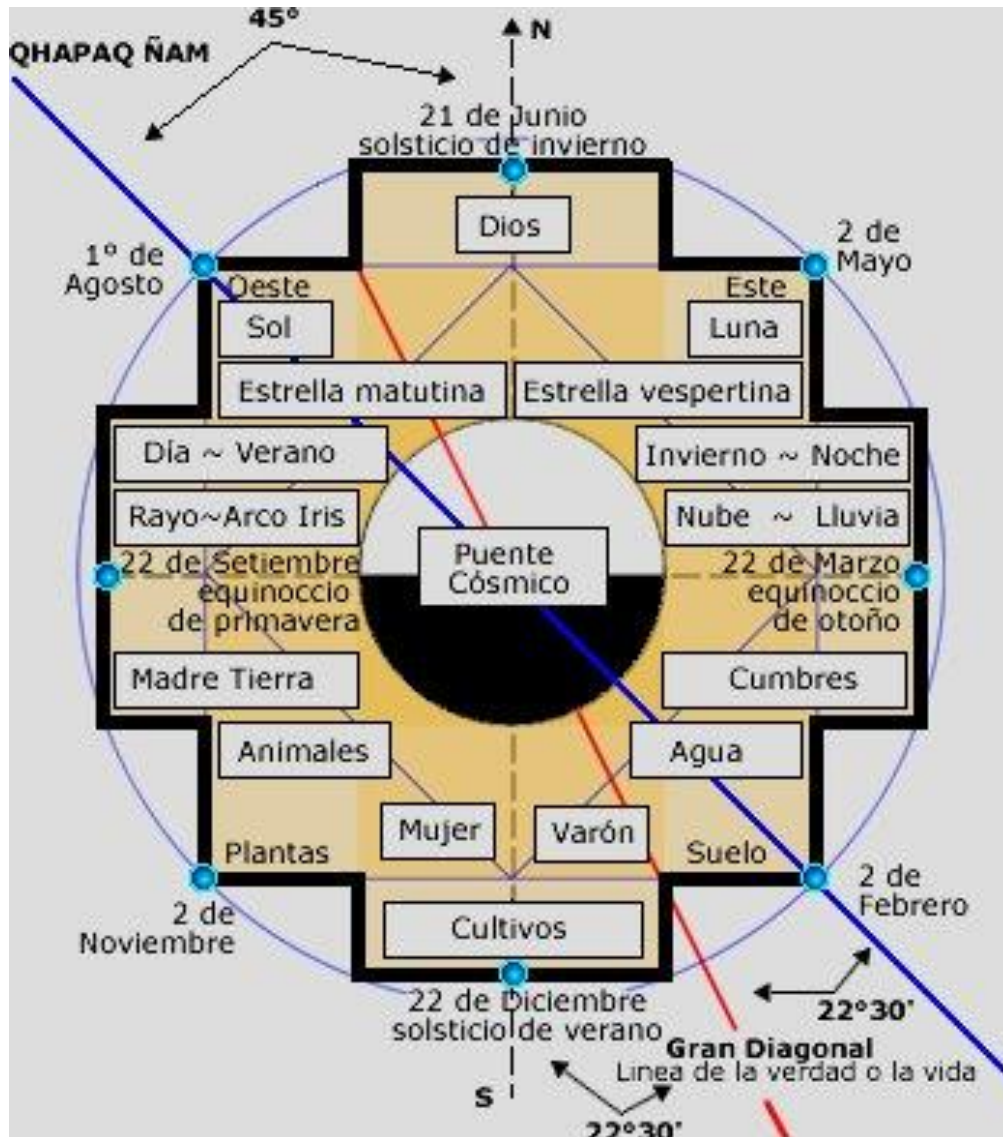 45°
QHAPAQ ÑAM
N
21 de Junio
solsticio de invierno
Dios
1° de
Agosto
2 de
Mayo
Oeste
Este
Sol
Luna
Estrella matutina
Estrella vespertina
Día ~ Verano
Invierno ~ Noche
Rayo~Arco Iris
Nube ~ Lluvia
Puente
Cósmico
22 de Setiembre
equinoccio
de primavera
22 de Marzo
equinoccio
de otoño
Madre Tierra
Cumbres
Animales
Agua
Mujer
Varón
Plantas
Suelo
2 de
Noviembre
2 de
Febrero
Cultivos
22 de Diciembre
solsticio de verano
22°30'
Gran Diagonal
Linea de la verdad o la vida
S
22°30'